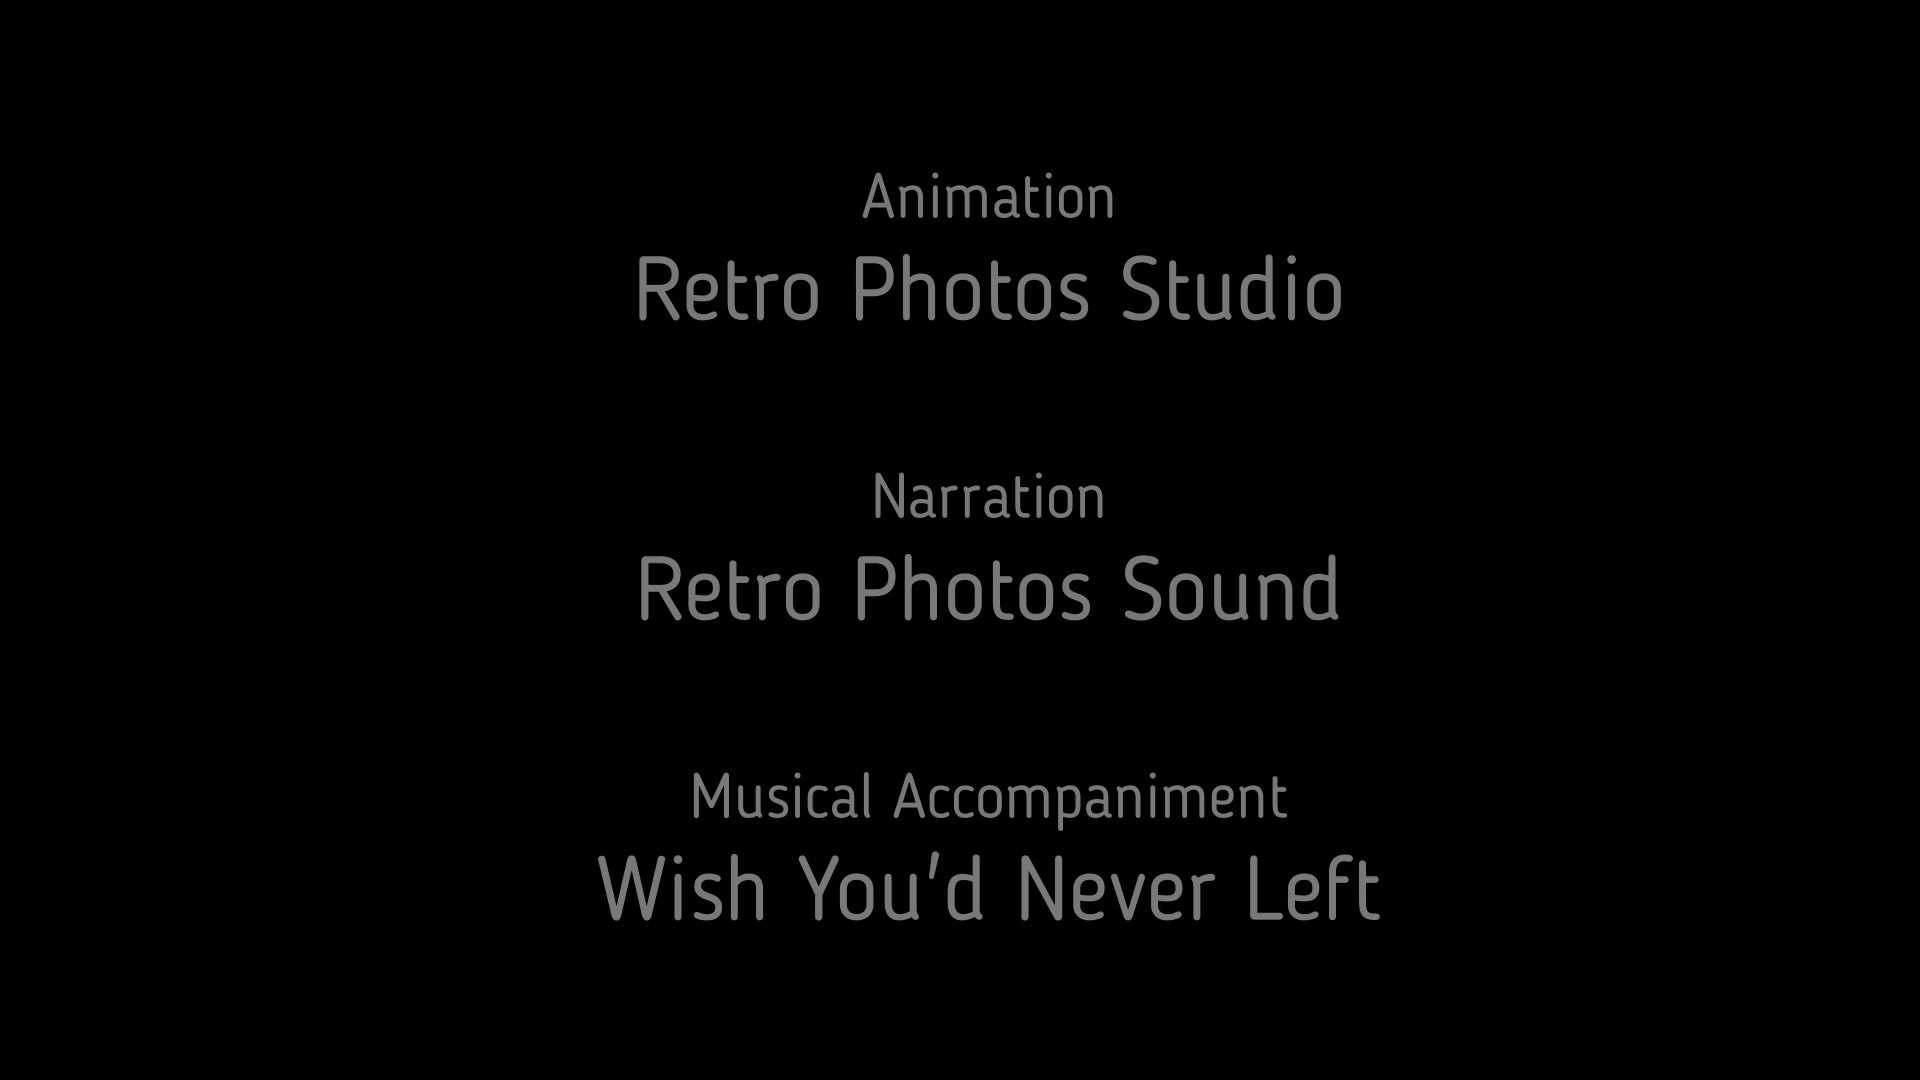 Animation
Retro Photos Studio
Narration
Retro Photos Sound
Musical Accompaniment
Wish You'd Never Left